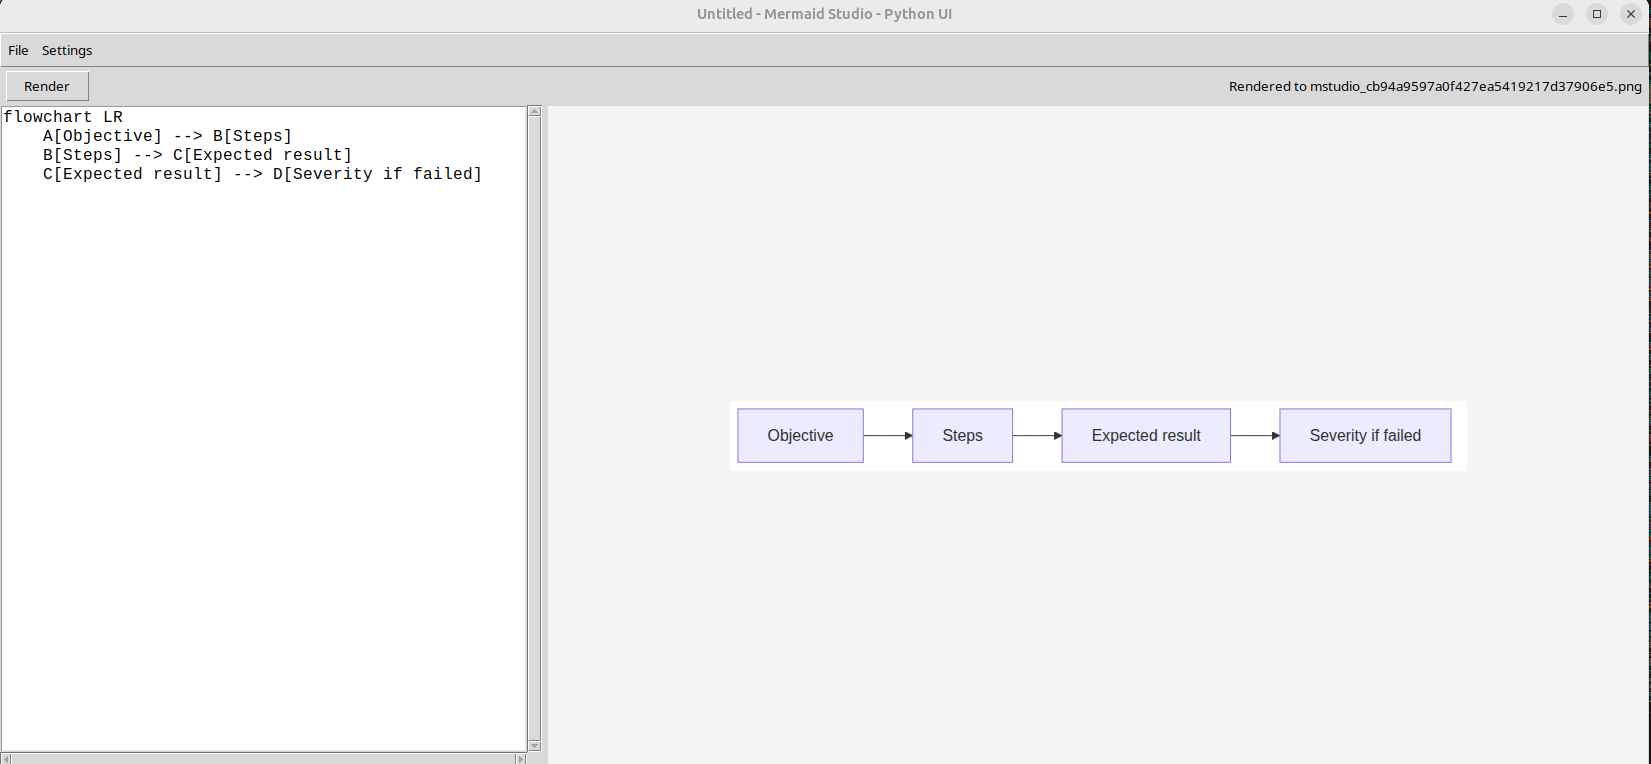 Untitled - Mermaid Studio - Python UI
File Settings
Render
Rendered to mstudio_cb94a9597a0f427ea5419217d37906e5.png
flowchart LR
    A[Objective] --> B[Steps]
    B[Steps] --> C[Expected result]
    C[Expected result] --> D[Severity if failed]
Objective Steps Expected result Severity if failed